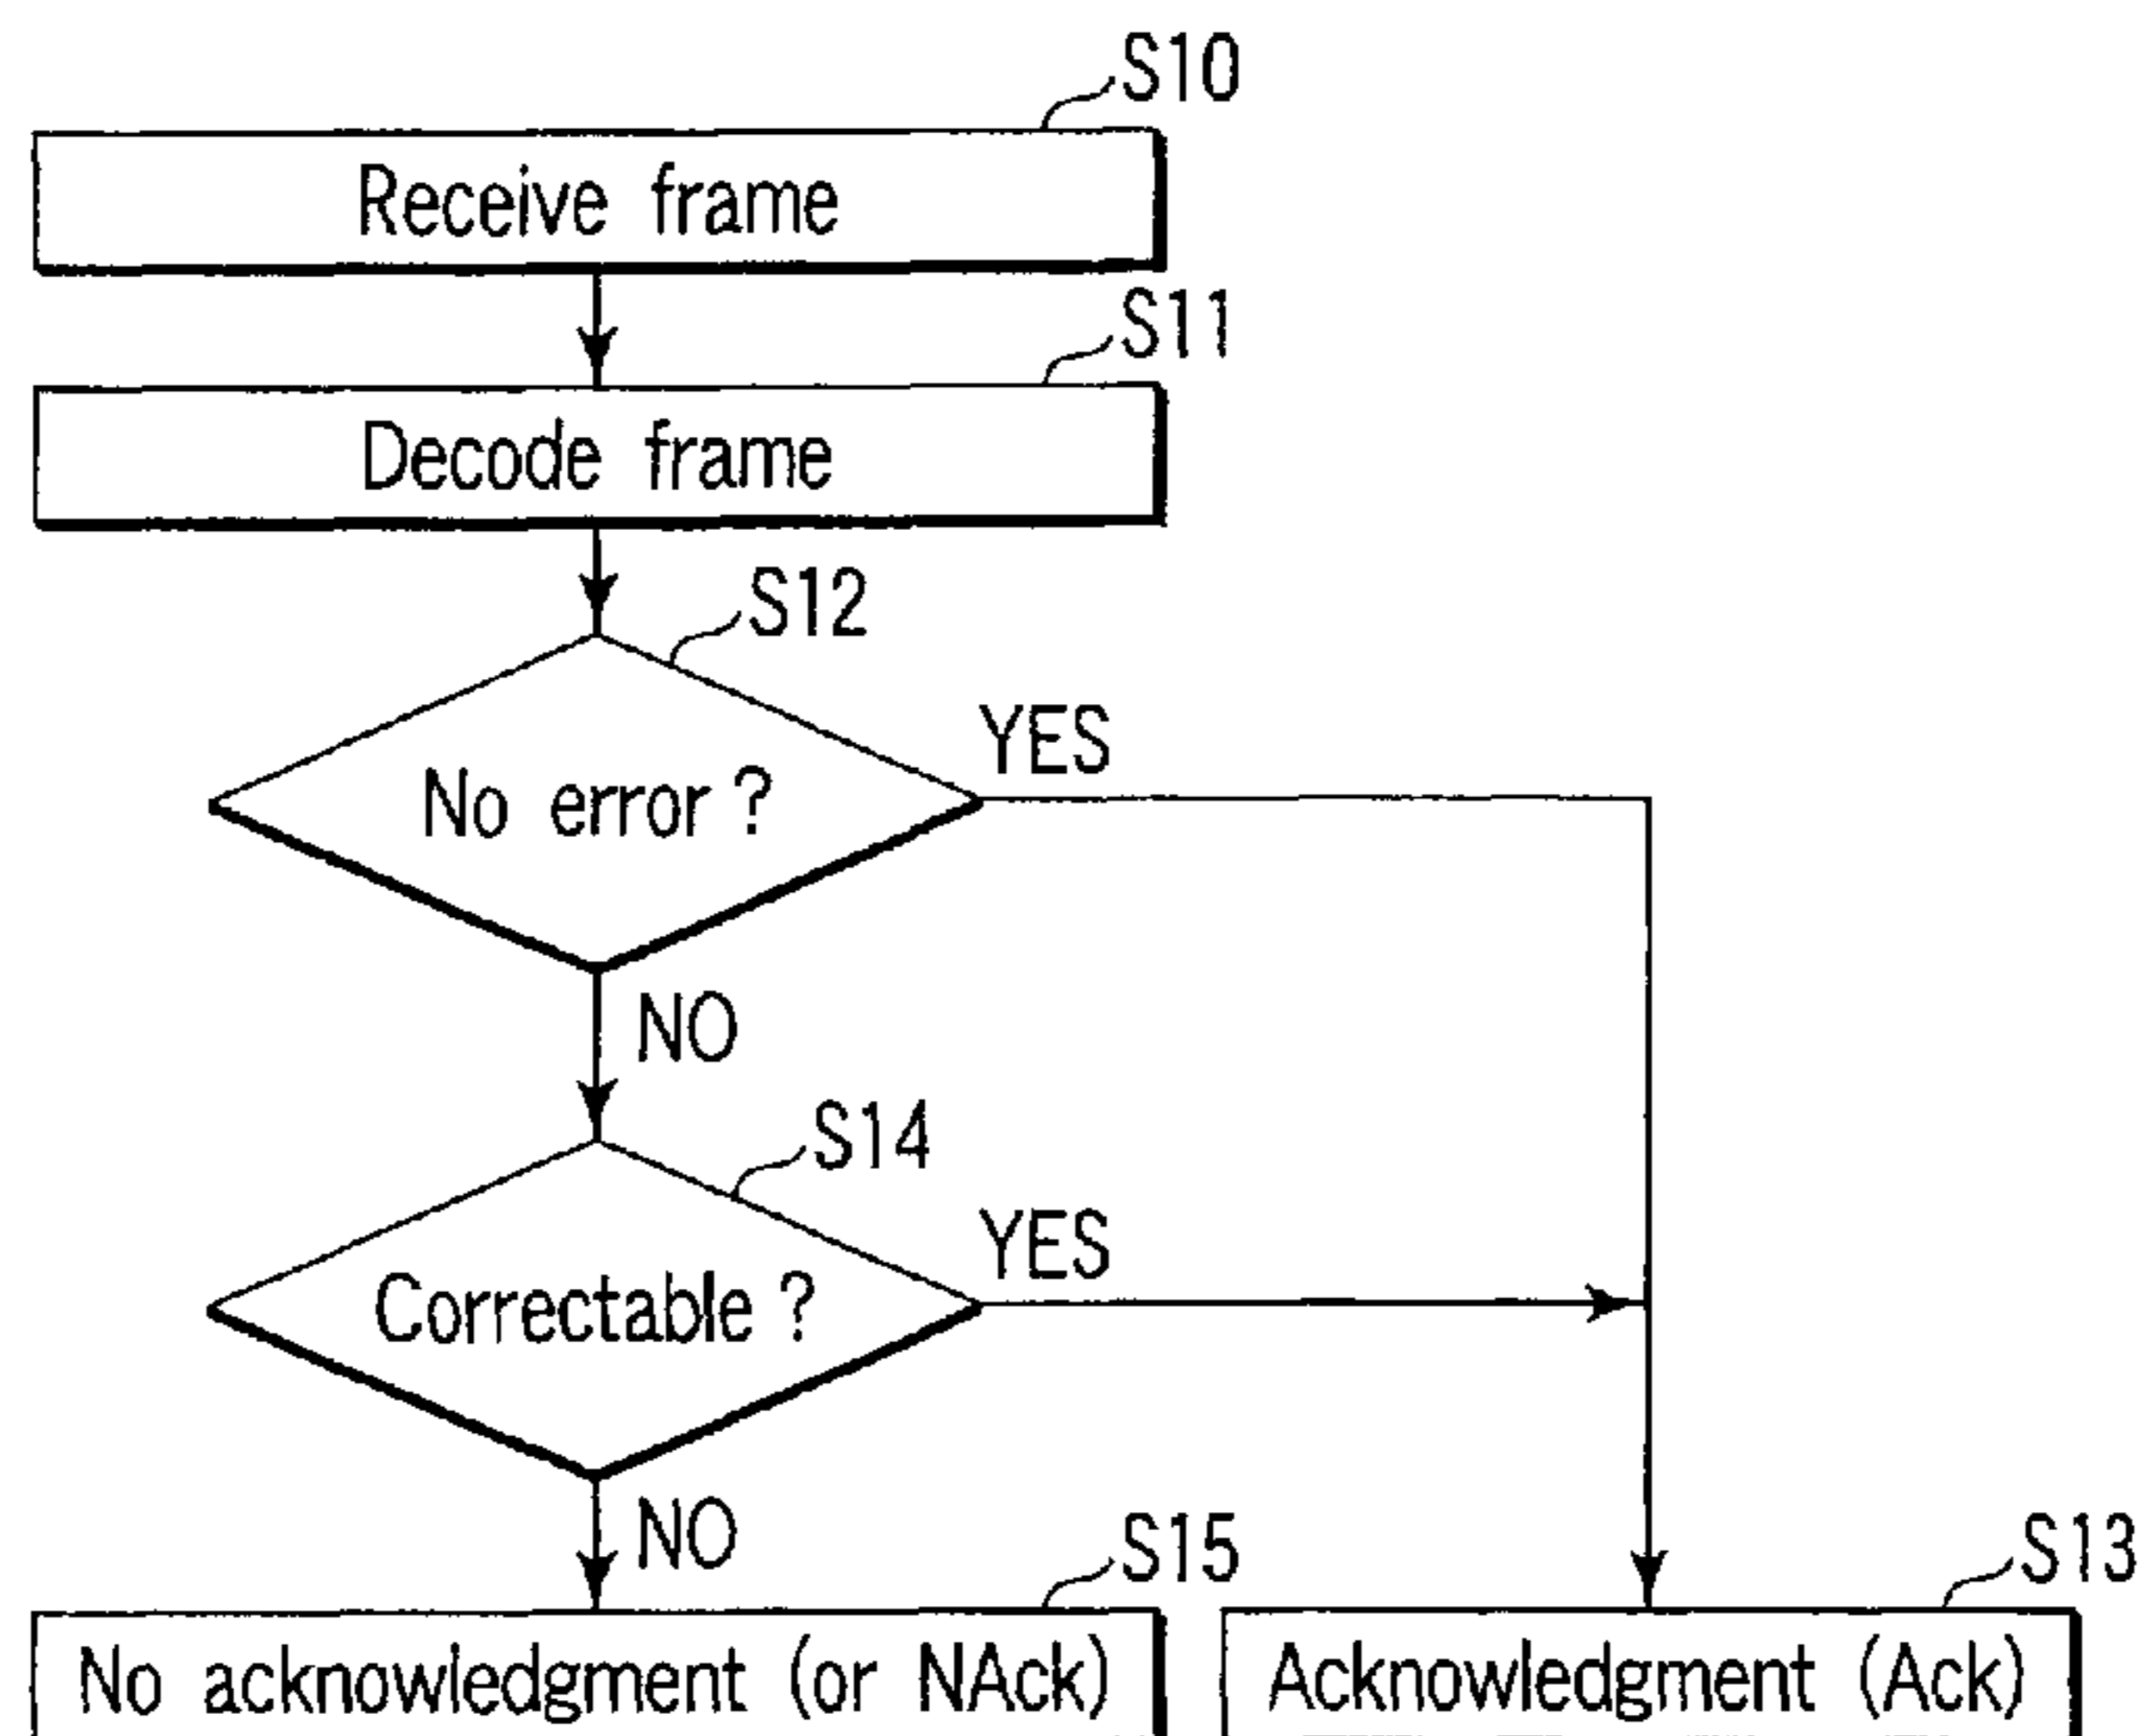 S10
Receive frame
S11
Decode frame
S12
No error ?
YES
NO
S14
Correctable ?
YES
NO
S15
No acknowledgment (or NAck)
S13
Acknowledgment (Ack)